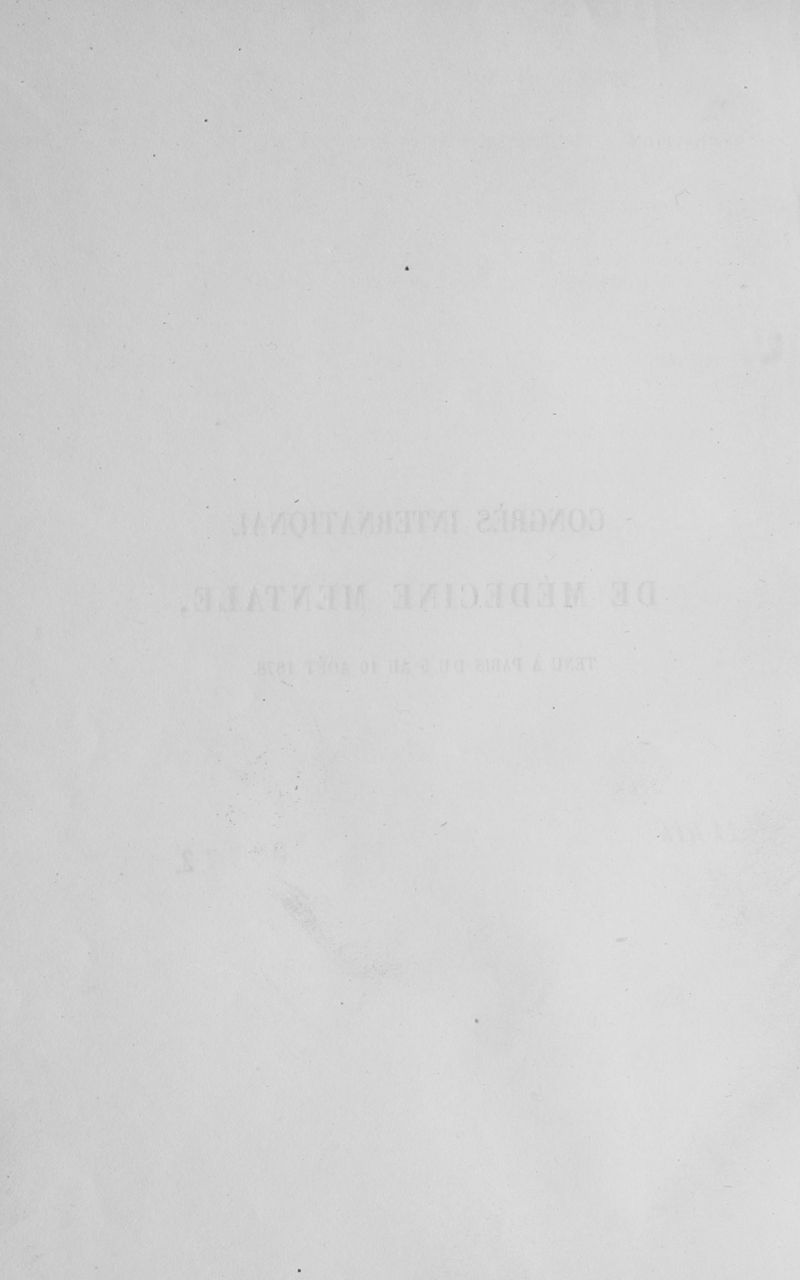 CONGRÈS INTERNATIONAL
DE MÉDECINE MENTALE.
TENU À PARIS DU 5 AU 10 AOÛT 1878.